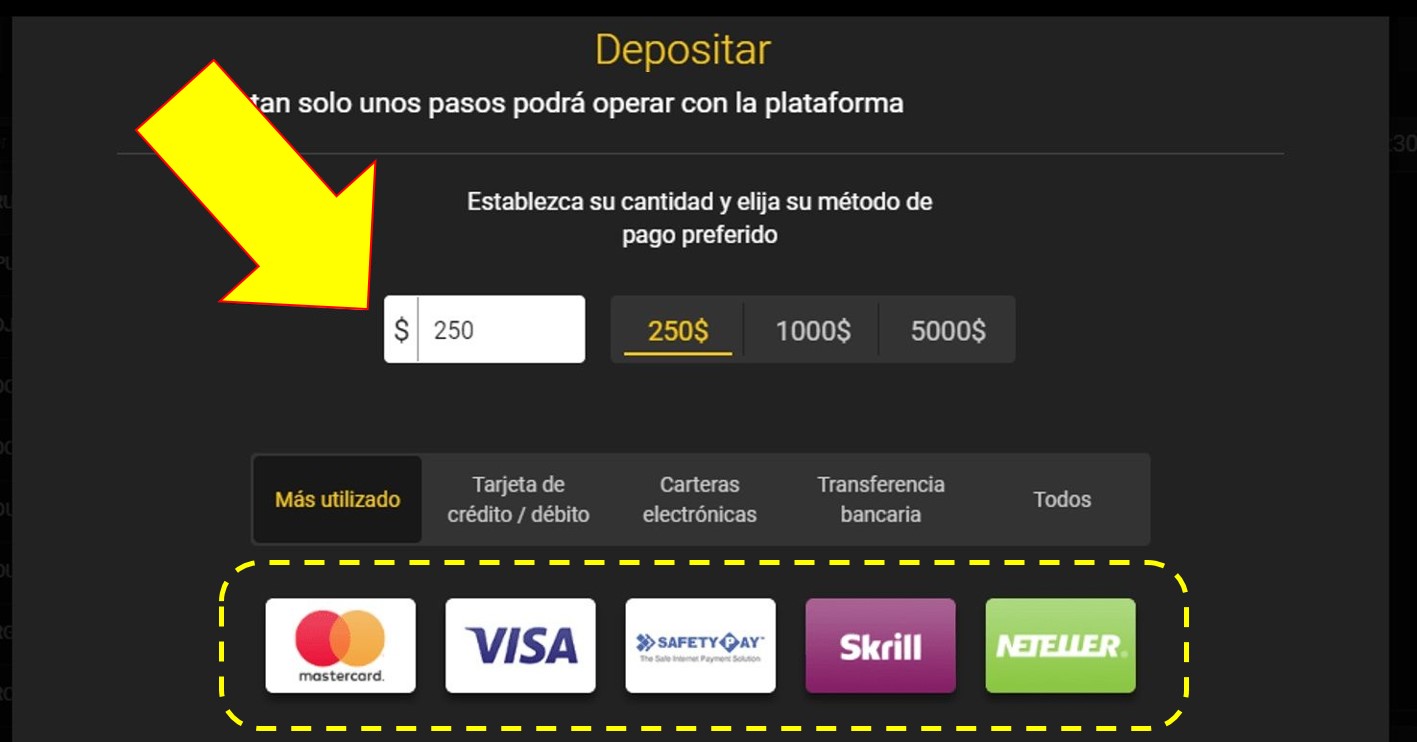 Depositar
tan solo unos pasos podrá operar con la plataforma
Establezca su cantidad y elija su método de
pago preferido
$ 250
250$ 1000$ 5000$
Más utilizado
Tarjeta de
crédito / débito
Carteras
electrónicas
Transferencia
bancaria
Todos
mastercard.
VISA
SAFETYPAY
The Safe Internet Payment Solution
Skrill
NETELLER
:30